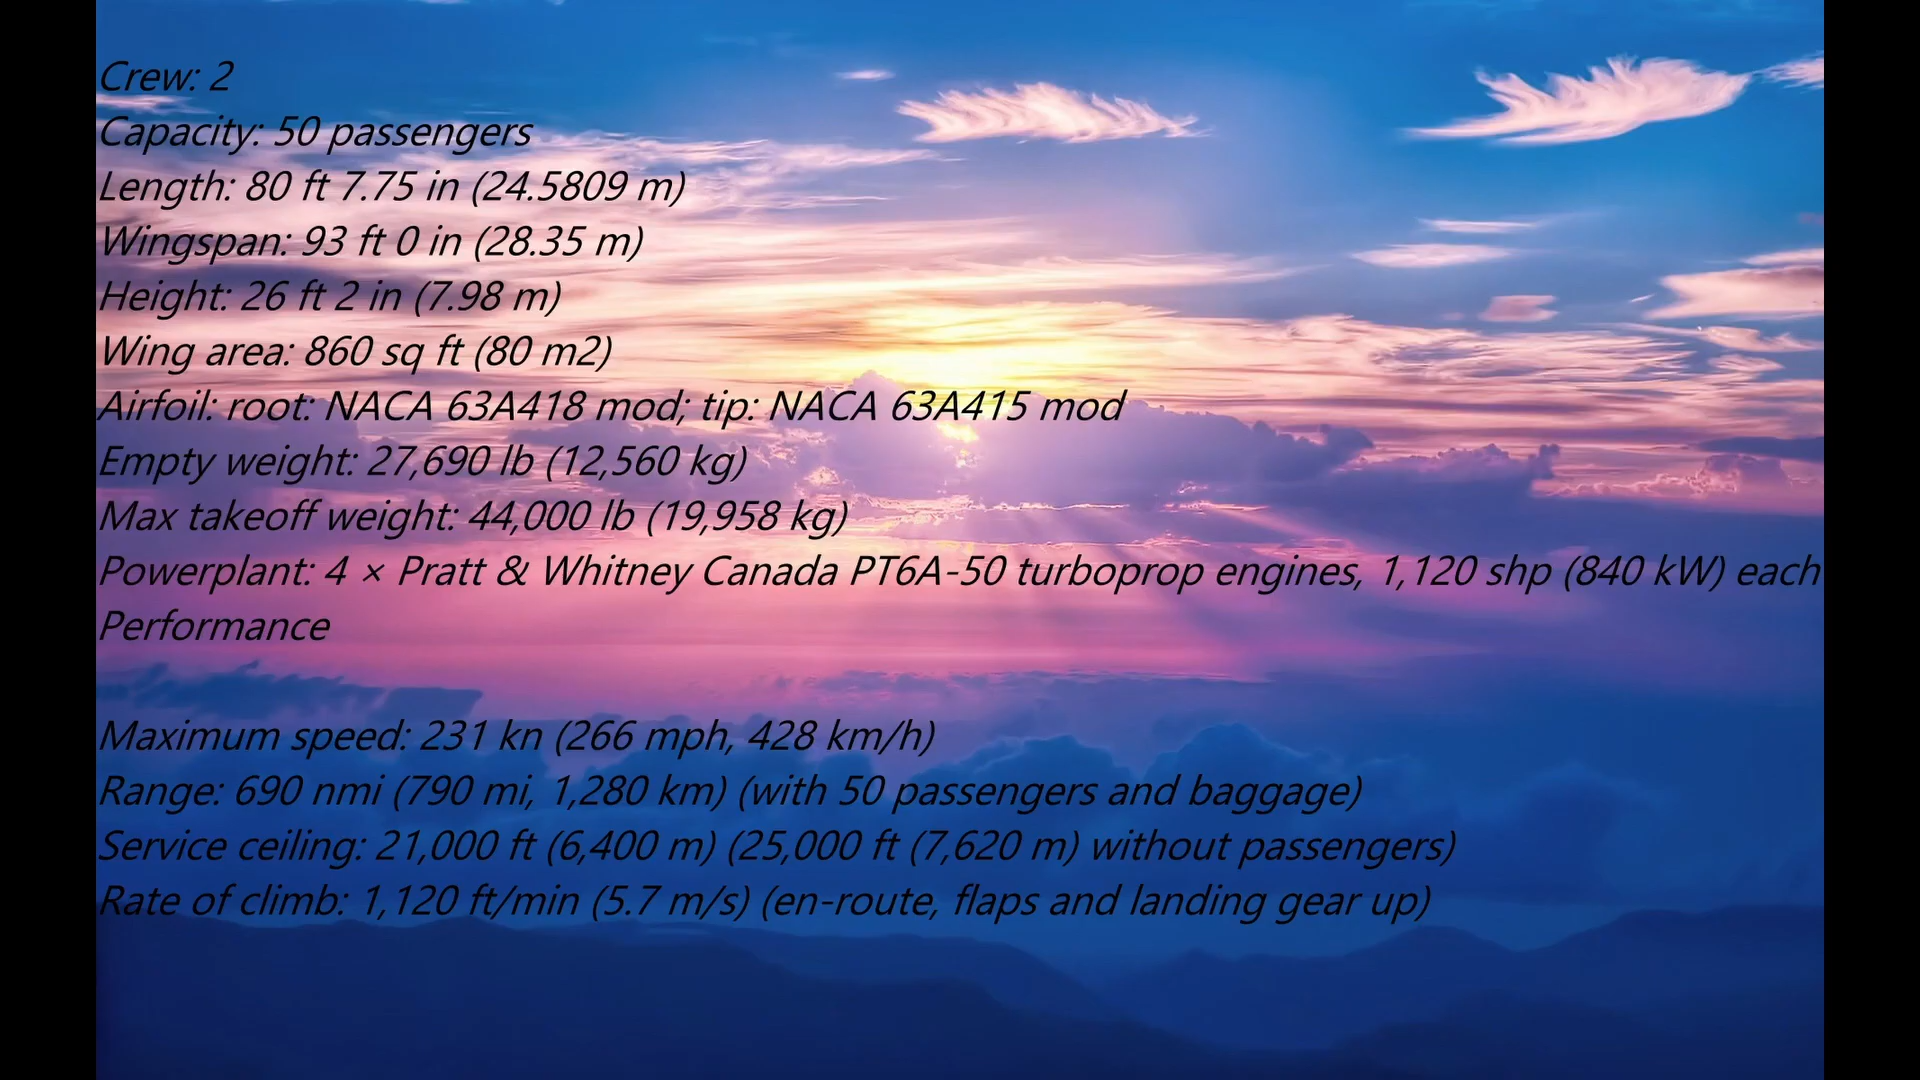 Crew: 2
Capacity: 50 passengers
Length: 80 ft 7.75 in (24.5809 m)
Wingspan: 93 ft 0 in (28.35 m)
Height: 26 ft 2 in (7.98 m)
Wing area: 860 sq ft (80 m2)
Airfoil: root: NACA 63A418 mod; tip: NACA 63A415 mod
Empty weight: 27,690 lb (12,560 kg)
Max takeoff weight: 44,000 lb (19,958 kg)
Powerplant: 4 × Pratt & Whitney Canada PT6A-50 turboprop engines, 1,120 shp (840 kW) each
Performance
Maximum speed: 231 kn (266 mph, 428 km/h)
Range: 690 nmi (790 mi, 1,280 km) (with 50 passengers and baggage)
Service ceiling: 21,000 ft (6,400 m) (25,000 ft (7,620 m) without passengers)
Rate of climb: 1,120 ft/min (5.7 m/s) (en-route, flaps and landing gear up)